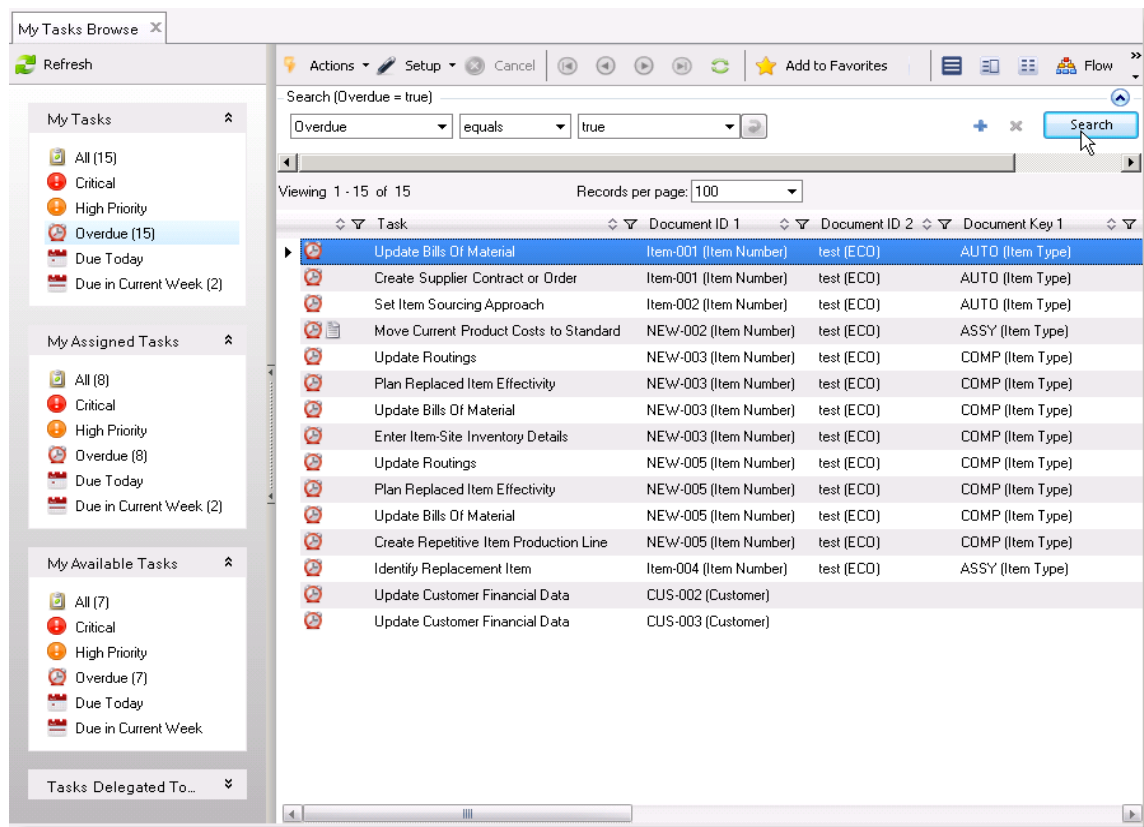 My Tasks Browse
Refresh
Actions Setup Cancel Add to Favorites Flow
My Tasks
All (15)
Critical
High Priority
Overdue (15)
Due Today
Due in Current Week (2)
My Assigned Tasks
All (8)
Critical
High Priority
Overdue (8)
Due Today
Due in Current Week (2)
My Available Tasks
All (7)
Critical
High Priority
Overdue (7)
Due Today
Due in Current Week
Tasks Delegated To...
Search (Overdue = true)
Overdue equals true Search
Viewing 1 - 15 of 15 Records per page: 100
Task Document ID 1 Document ID 2 Document Key 1
Update Bills Of Material Item-001 (Item Number) test (ECO) AUTO (Item Type)
Create Supplier Contract or Order Item-001 (Item Number) test (ECO) AUTO (Item Type)
Set Item Sourcing Approach Item-002 (Item Number) test (ECO) AUTO (Item Type)
Move Current Product Costs to Standard NEW-002 (Item Number) test (ECO) ASSY (Item Type)
Update Routings NEW-003 (Item Number) test (ECO) COMP (Item Type)
Plan Replaced Item Effectivity NEW-003 (Item Number) test (ECO) COMP (Item Type)
Update Bills Of Material NEW-003 (Item Number) test (ECO) COMP (Item Type)
Enter Item-Site Inventory Details NEW-003 (Item Number) test (ECO) COMP (Item Type)
Update Routings NEW-005 (Item Number) test (ECO) COMP (Item Type)
Plan Replaced Item Effectivity NEW-005 (Item Number) test (ECO) COMP (Item Type)
Update Bills Of Material NEW-005 (Item Number) test (ECO) COMP (Item Type)
Create Repetitive Item Production Line NEW-005 (Item Number) test (ECO) COMP (Item Type)
Identify Replacement Item Item-004 (Item Number) test (ECO) ASSY (Item Type)
Update Customer Financial Data CUS-002 (Customer)
Update Customer Financial Data CUS-003 (Customer)